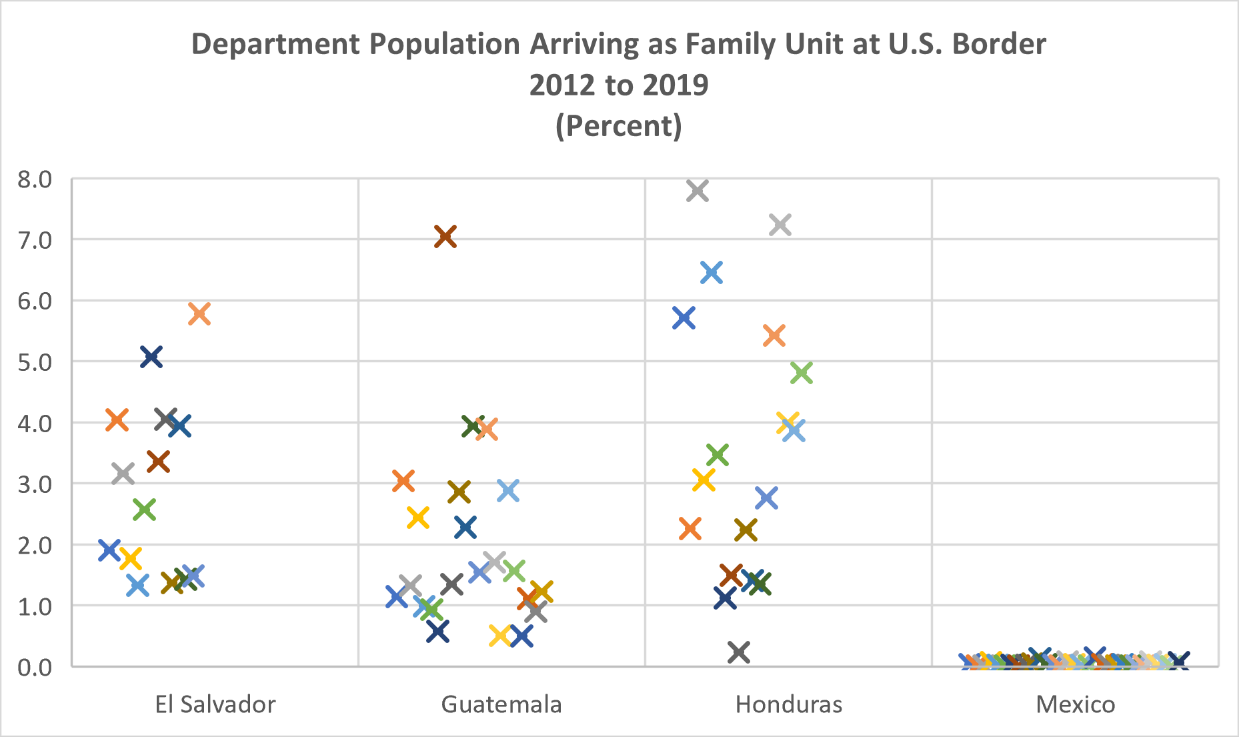 Department Population Arriving as Family Unit at U.S. Border
2012 to 2019
(Percent)
8.0
7.0
6.0
5.0
4.0
3.0
2.0
1.0
0.0
El Salvador
Guatemala
Honduras
Mexico